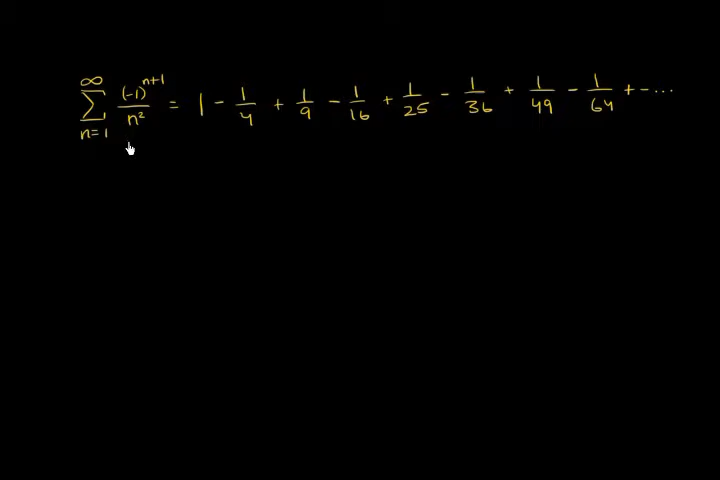 ∞ ∑ n=1 (-1)^(n+1) / n² = 1 - 1/4 + 1/9 - 1/16 + 1/25 - 1/36 + 1/49 - 1/64 + - ...